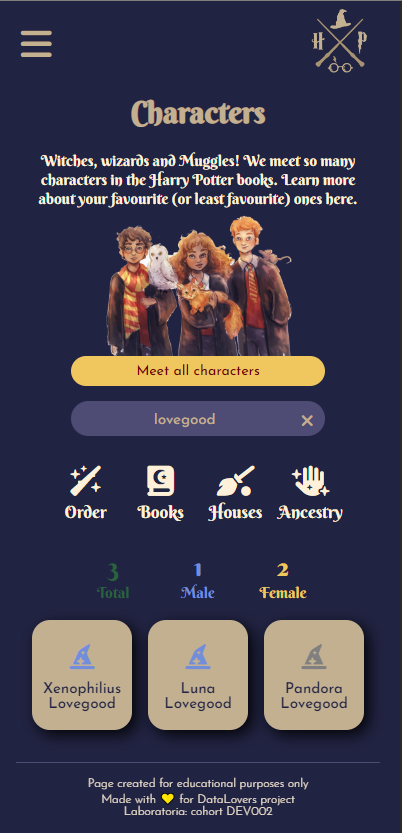 H P
Characters
Witches, wizards and Muggles! We meet so many
characters in the Harry Potter books. Learn more
about your favourite (or least favourite) ones here.
Meet all characters
lovegood ×
Order Books Houses Ancestry
3 1 2
Total Male Female
Xenophilius Luna Pandora
Lovegood Lovegood Lovegood
Page created for educational purposes only
Made with 💛 for DataLovers project
Laboratoria: cohort DEV002